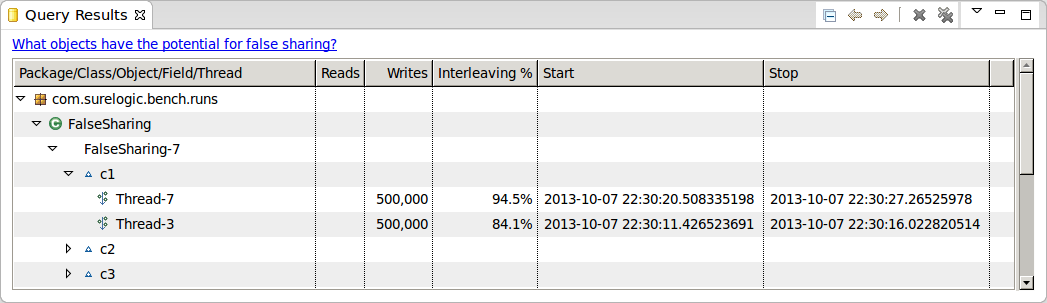 Query Results
What objects have the potential for false sharing?
Package/Class/Object/Field/Thread Reads Writes Interleaving % Start Stop
com.surelogic.bench.runs
FalseSharing
FalseSharing-7
c1
Thread-7 500,000 94.5% 2013-10-07 22:30:20.508335198 2013-10-07 22:30:27.26525978
Thread-3 500,000 84.1% 2013-10-07 22:30:11.426523691 2013-10-07 22:30:16.022820514
c2
c3